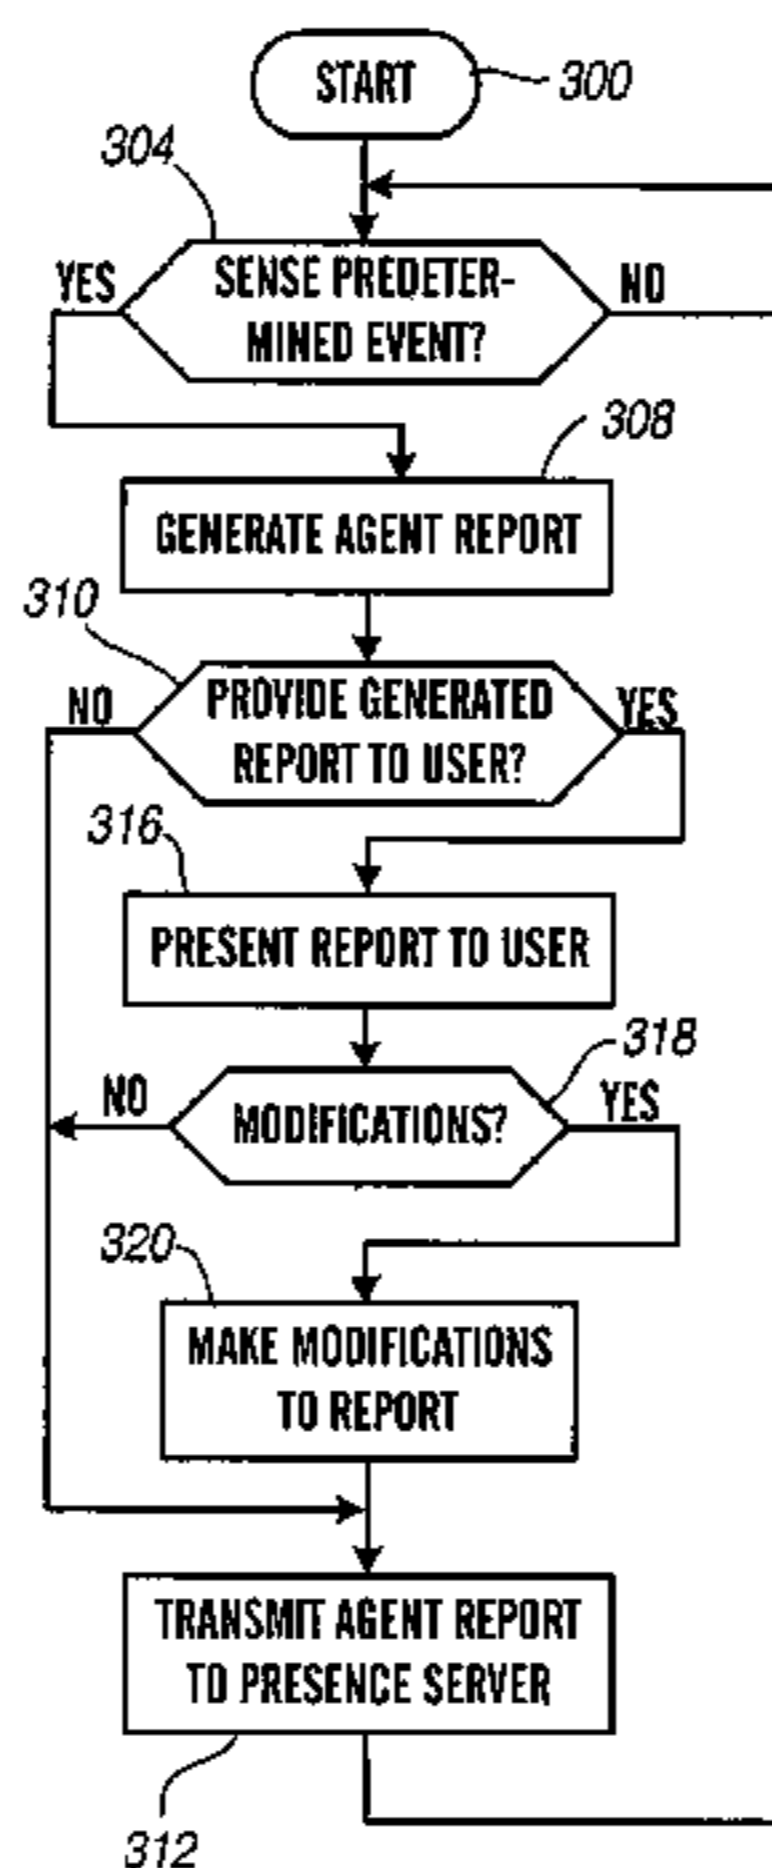 START
300
304
YES
SENSE PREDETER-
MINED EVENT?
NO
308
GENERATE AGENT REPORT
310
NO
PROVIDE GENERATED
REPORT TO USER?
YES
316
PRESENT REPORT TO USER
318
NO
MODIFICATIONS?
YES
320
MAKE MODIFICATIONS
TO REPORT
TRANSMIT AGENT REPORT
TO PRESENCE SERVER
312